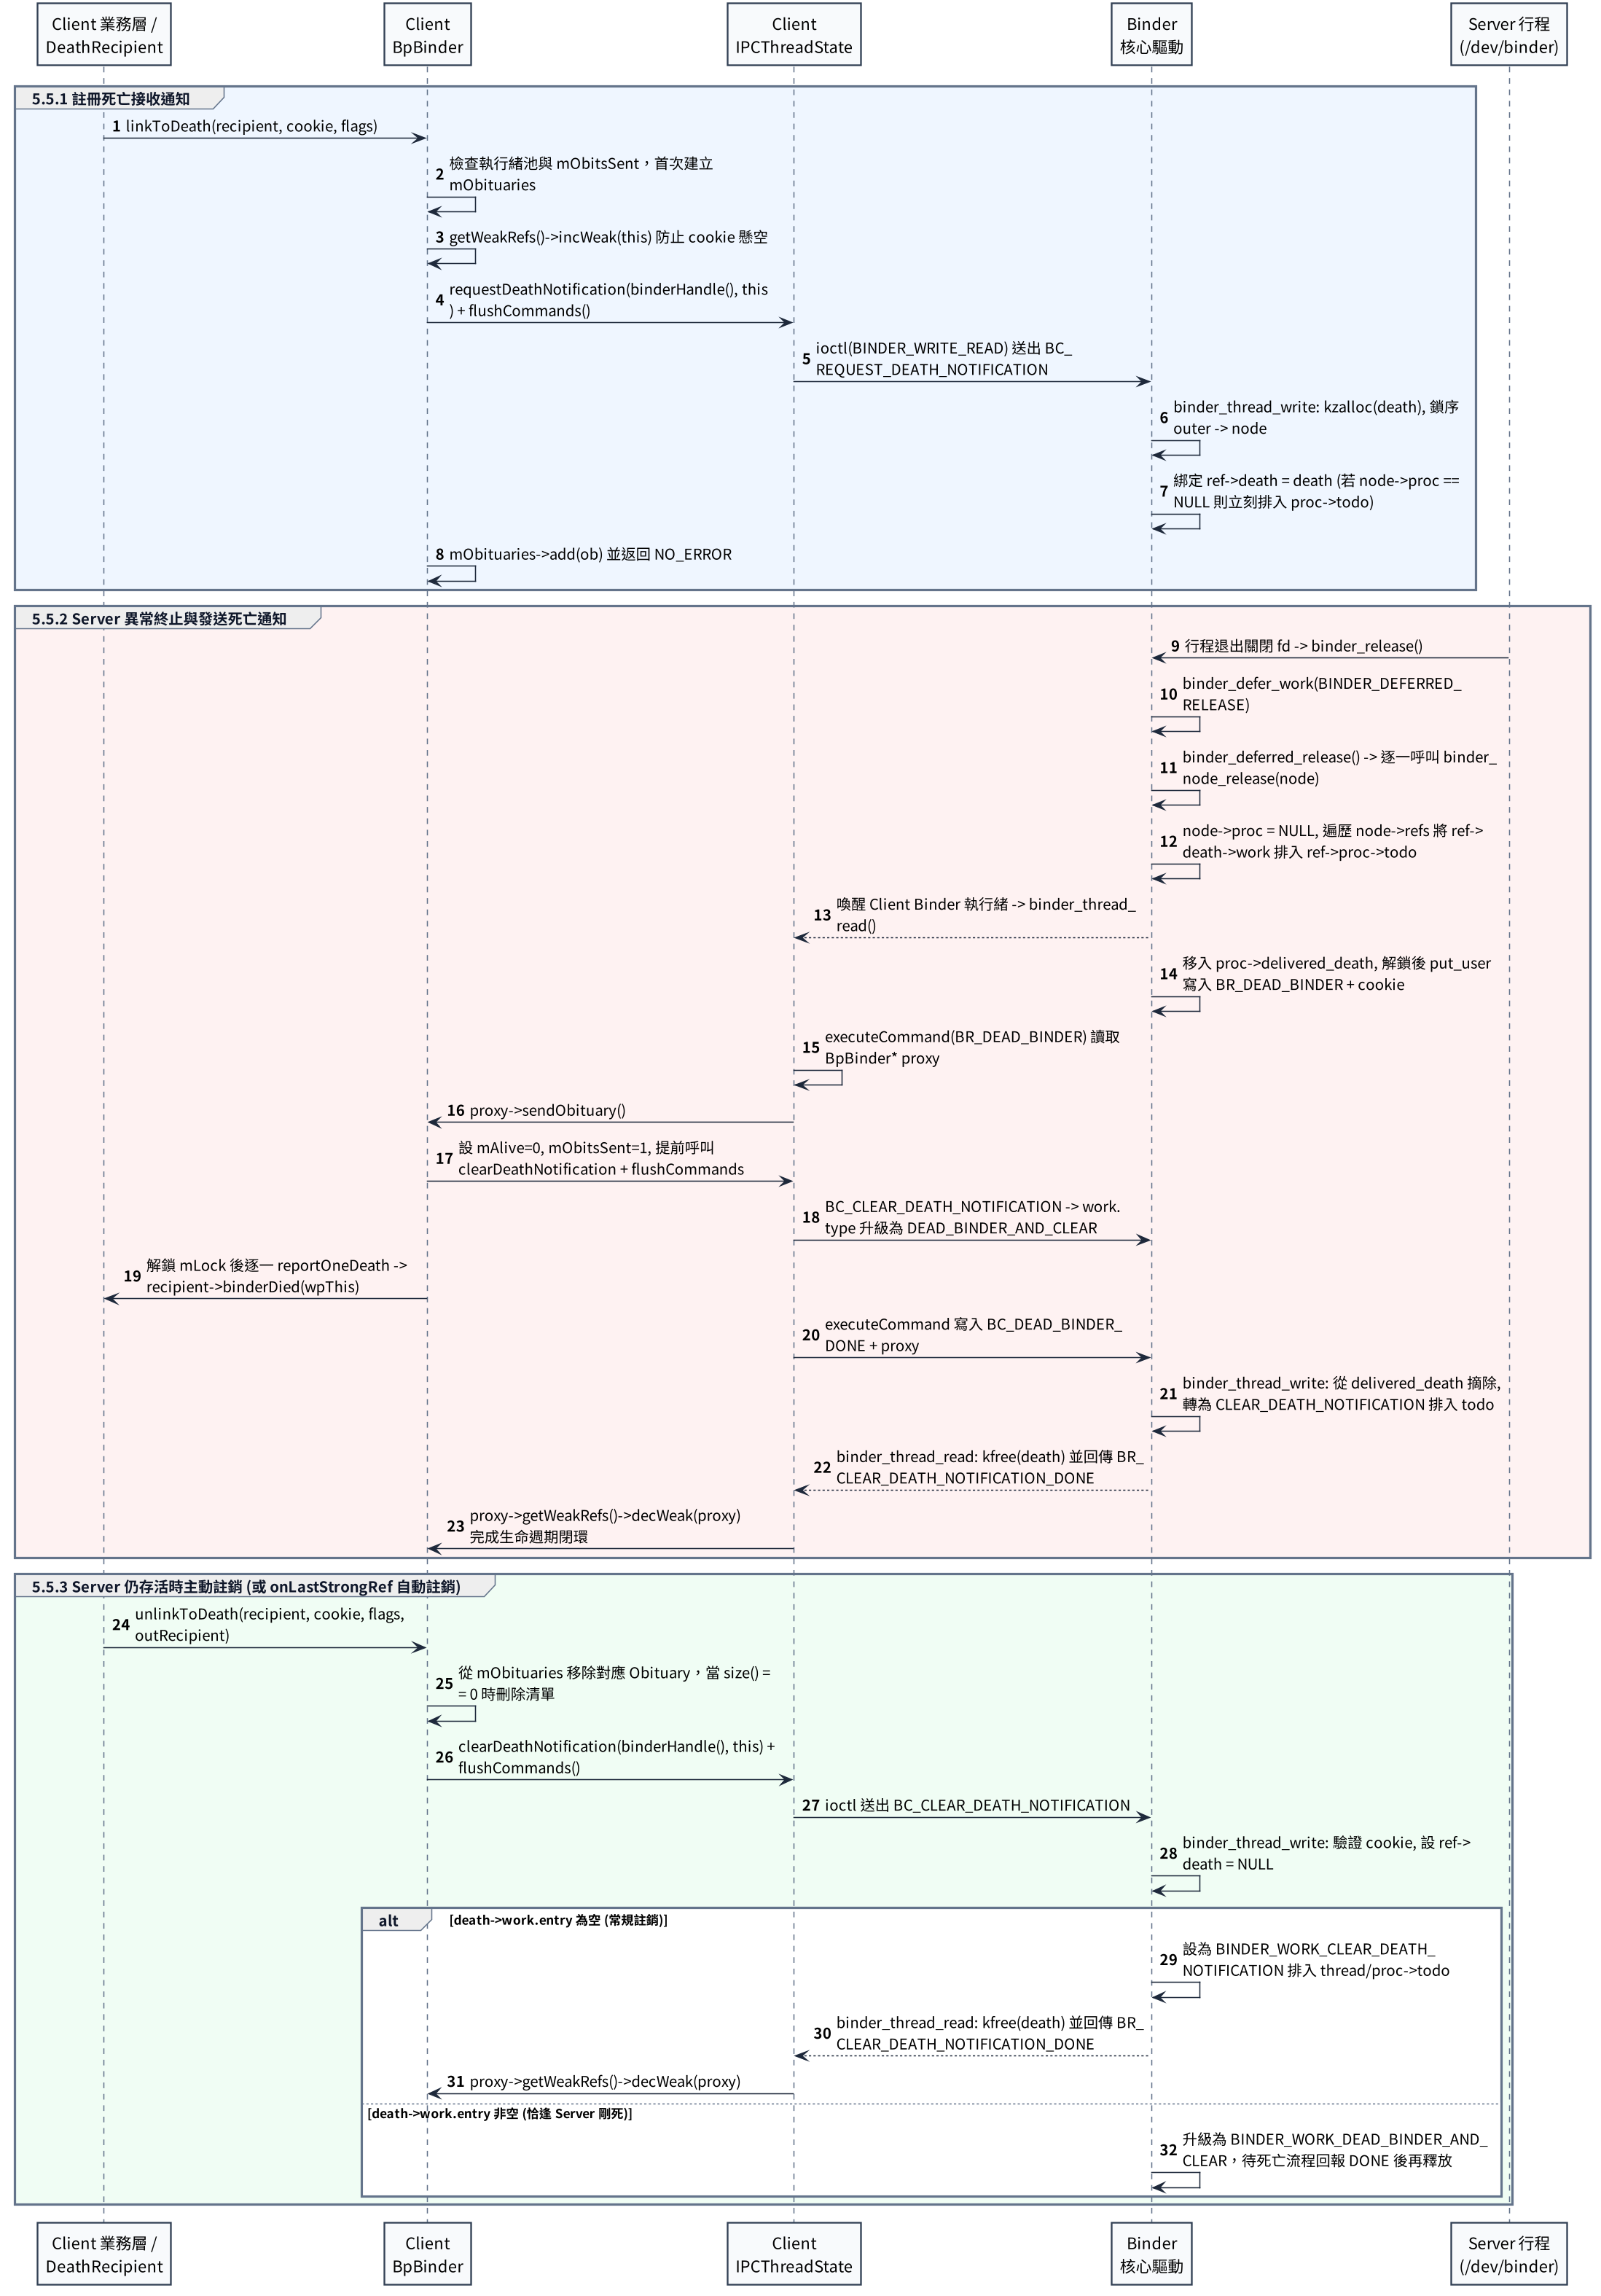 Client 業務層 /
DeathRecipient
Client
BpBinder
Client
IPCThreadState
Binder
核心驅動
Server 行程
(/dev/binder)
5.5.1 註冊死亡接收通知
1 linkToDeath(recipient, cookie, flags)
2 檢查執行緒池與 mObitsSent，首次建立
mObituaries
3 getWeakRefs()->incWeak(this) 防止 cookie 懸空
4 requestDeathNotification(binderHandle(), this
) + flushCommands()
5 ioctl(BINDER_WRITE_READ) 送出 BC_
REQUEST_DEATH_NOTIFICATION
6 binder_thread_write: kzalloc(death), 鎖序
outer -> node
7 綁定 ref->death = death (若 node->proc ==
NULL 則立刻排入 proc->todo)
8 mObituaries->add(ob) 並返回 NO_ERROR
5.5.2 Server 異常終止與發送死亡通知
9 行程退出關閉 fd -> binder_release()
10 binder_defer_work(BINDER_DEFERRED_
RELEASE)
11 binder_deferred_release() -> 逐一呼叫 binder_
node_release(node)
12 node->proc = NULL, 遍歷 node->refs 將 ref->
death->work 排入 ref->proc->todo
13 喚醒 Client Binder 執行緒 -> binder_thread_
read()
14 移入 proc->delivered_death, 解鎖後 put_user
寫入 BR_DEAD_BINDER + cookie
15 executeCommand(BR_DEAD_BINDER) 讀取
BpBinder* proxy
16 proxy->sendObituary()
17 設 mAlive=0, mObitsSent=1, 提前呼叫
clearDeathNotification + flushCommands
18 BC_CLEAR_DEATH_NOTIFICATION -> work.
type 升級為 DEAD_BINDER_AND_CLEAR
19 解鎖 mLock 後逐一 reportOneDeath ->
recipient->binderDied(wpThis)
20 executeCommand 寫入 BC_DEAD_BINDER_
DONE + proxy
21 binder_thread_write: 從 delivered_death 摘除,
轉為 CLEAR_DEATH_NOTIFICATION 排入 todo
22 binder_thread_read: kfree(death) 並回傳 BR_
CLEAR_DEATH_NOTIFICATION_DONE
23 proxy->getWeakRefs()->decWeak(proxy)
完成生命週期閉環
5.5.3 Server 仍存活時主動註銷 (或 onLastStrongRef 自動註銷)
24 unlinkToDeath(recipient, cookie, flags,
outRecipient)
25 從 mObituaries 移除對應 Obituary，當 size() =
= 0 時刪除清單
26 clearDeathNotification(binderHandle(), this) +
flushCommands()
27 ioctl 送出 BC_CLEAR_DEATH_NOTIFICATION
28 binder_thread_write: 驗證 cookie, 設 ref->
death = NULL
alt [death->work.entry 為空 (常規註銷)]
29 設為 BINDER_WORK_CLEAR_DEATH_
NOTIFICATION 排入 thread/proc->todo
30 binder_thread_read: kfree(death) 並回傳 BR_
CLEAR_DEATH_NOTIFICATION_DONE
31 proxy->getWeakRefs()->decWeak(proxy)
[death->work.entry 非空 (恰逢 Server 剛死)]
32 升級為 BINDER_WORK_DEAD_BINDER_AND_
CLEAR，待死亡流程回報 DONE 後再釋放
Client 業務層 /
DeathRecipient
Client
BpBinder
Client
IPCThreadState
Binder
核心驅動
Server 行程
(/dev/binder)